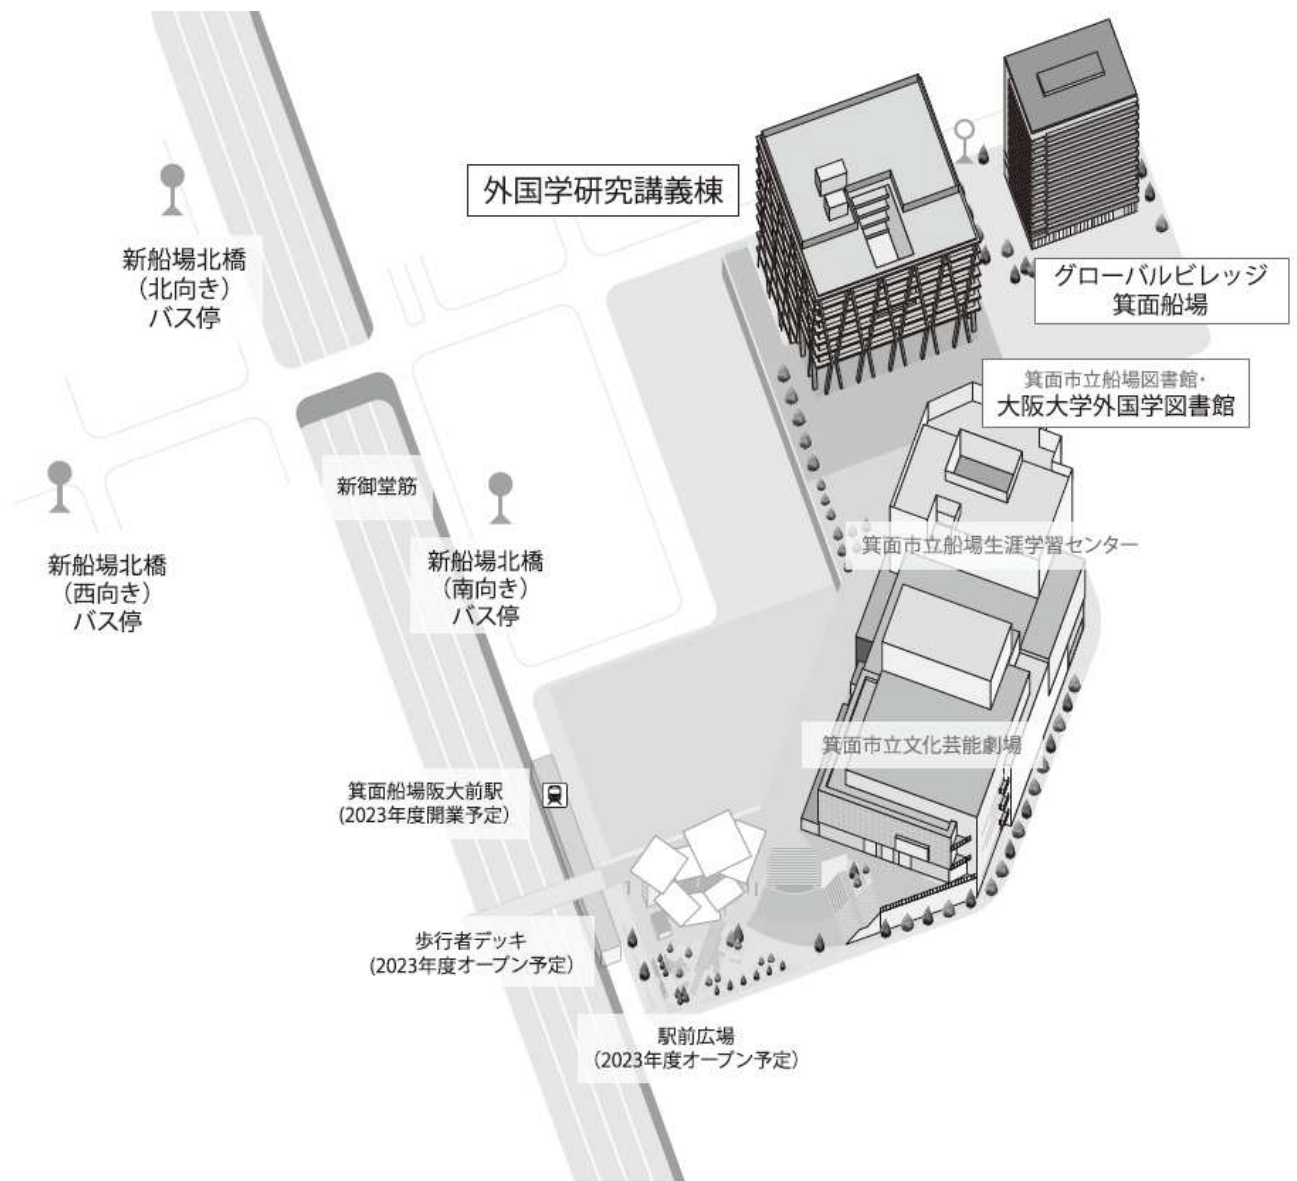 外国学研究講義棟
新船場北橋
（北向き）
バス停
グローバルビレッジ
箕面船場
箕面市立船場図書館・
大阪大学外国学図書館
新御堂筋
箕面市立船場生涯学習センター
新船場北橋
（西向き）
バス停
新船場北橋
（南向き）
バス停
箕面市立文化芸能劇場
箕面船場阪大前駅
(2023年度開業予定)
歩行者デッキ
(2023年度オープン予定)
駅前広場
（2023年度オープン予定）